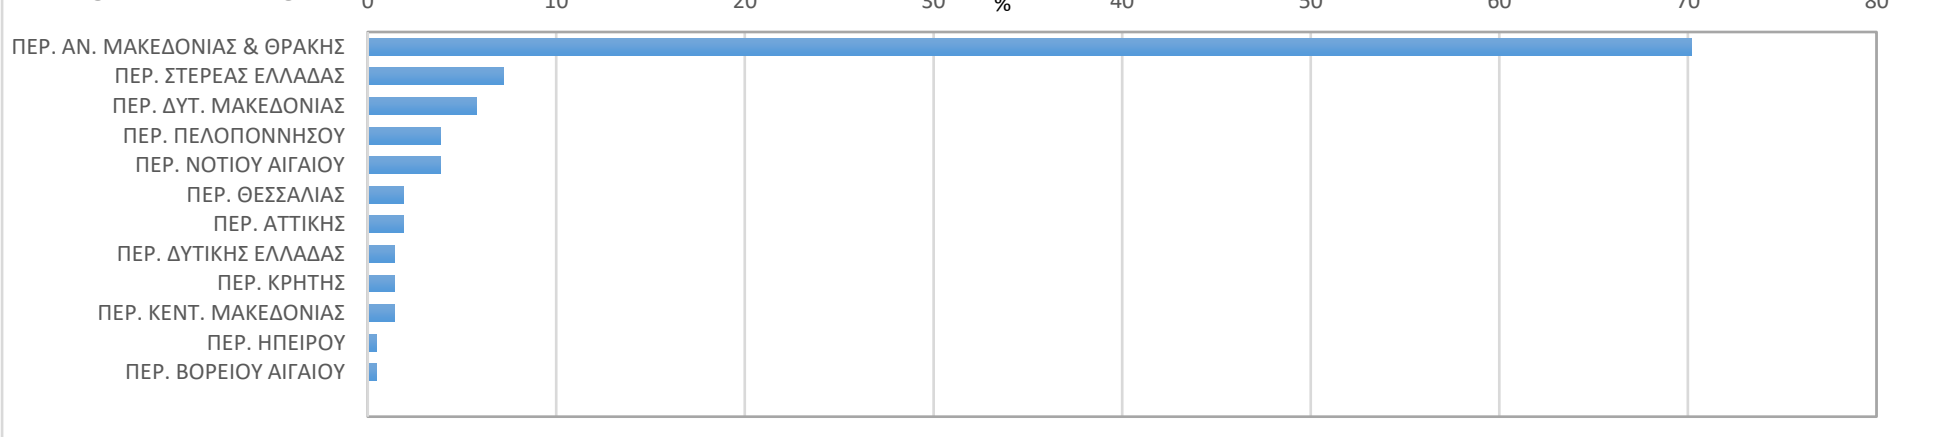 0 10 20 30 % 40 50 60 70 80
ΠΕΡ. ΑΝ. ΜΑΚΕΔΟΝΙΑΣ & ΘΡΑΚΗΣ
ΠΕΡ. ΣΤΕΡΕΑΣ ΕΛΛΑΔΑΣ
ΠΕΡ. ΔΥΤ. ΜΑΚΕΔΟΝΙΑΣ
ΠΕΡ. ΠΕΛΟΠΟΝΝΗΣΟΥ
ΠΕΡ. ΝΟΤΙΟΥ ΑΙΓΑΙΟΥ
ΠΕΡ. ΘΕΣΣΑΛΙΑΣ
ΠΕΡ. ΑΤΤΙΚΗΣ
ΠΕΡ. ΔΥΤΙΚΗΣ ΕΛΛΑΔΑΣ
ΠΕΡ. ΚΡΗΤΗΣ
ΠΕΡ. ΚΕΝΤ. ΜΑΚΕΔΟΝΙΑΣ
ΠΕΡ. ΗΠΕΙΡΟΥ
ΠΕΡ. ΒΟΡΕΙΟΥ ΑΙΓΑΙΟΥ